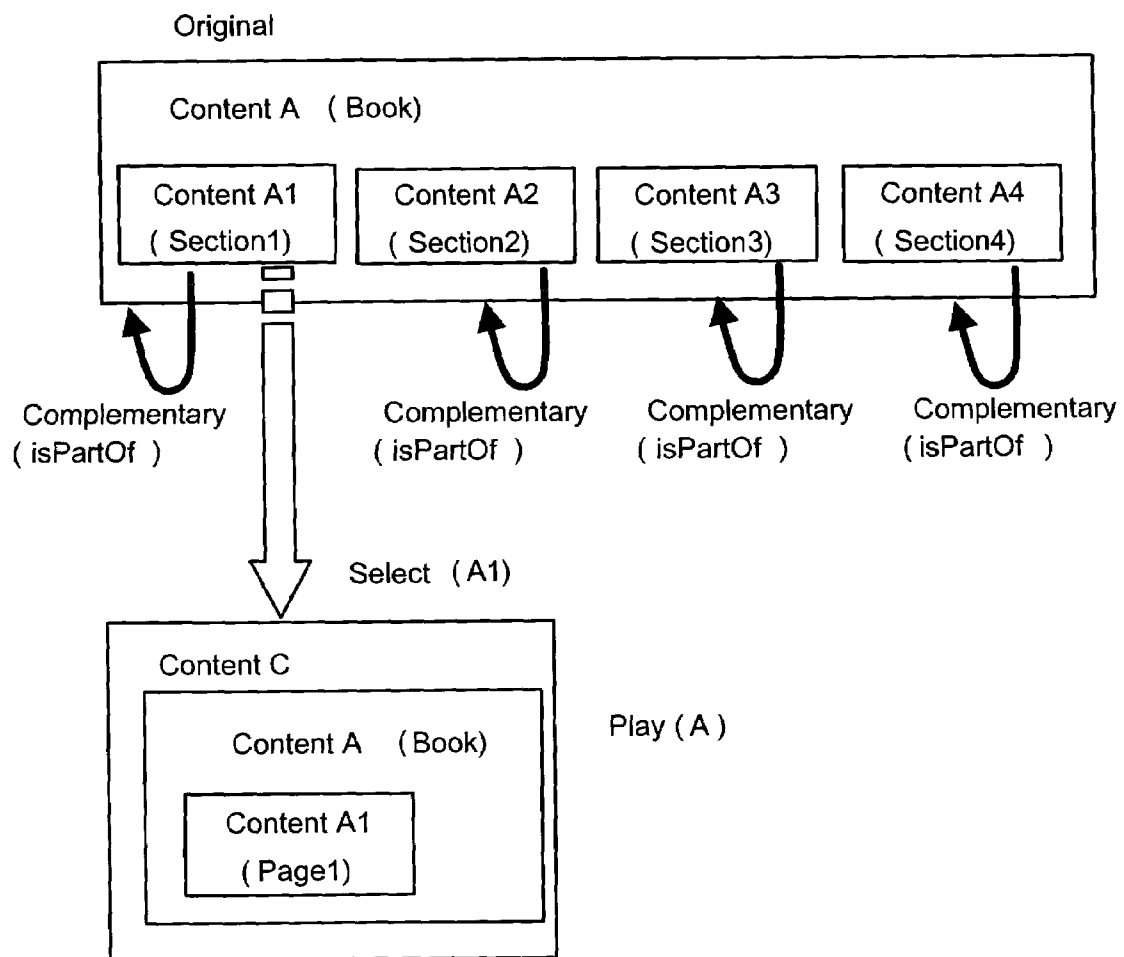 Original
Content A ( Book)
Content A1
( Section1)
Content A2
( Section2)
Content A3
( Section3)
Content A4
( Section4)
Complementary
( isPartOf )
Complementary
( isPartOf )
Complementary
( isPartOf )
Complementary
( isPartOf )
Select ( A1)
Content C
Content A ( Book)
Content A1
( Page1)
Play ( A )